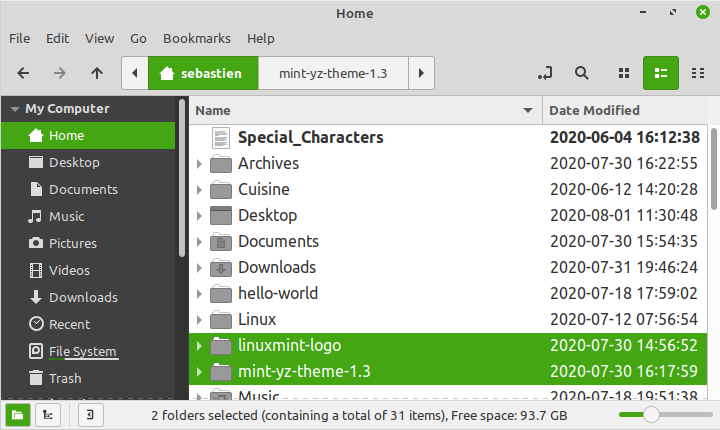 Home
File Edit View Go Bookmarks Help
sebastien mint-yz-theme-1.3
My Computer
Home
Desktop
Documents
Music
Pictures
Videos
Downloads
Recent
File System
Trash
Name Date Modified
Special_Characters 2020-06-04 16:12:38
Archives 2020-07-30 16:22:55
Cuisine 2020-06-12 14:20:28
Desktop 2020-08-01 11:30:48
Documents 2020-07-30 15:54:35
Downloads 2020-07-31 19:46:24
hello-world 2020-07-18 17:59:02
Linux 2020-07-12 07:56:54
linuxmint-logo 2020-07-30 14:56:52
mint-yz-theme-1.3 2020-07-30 16:17:59
Music 2020-07-18 19:51:38
2 folders selected (containing a total of 31 items), Free space: 93.7 GB